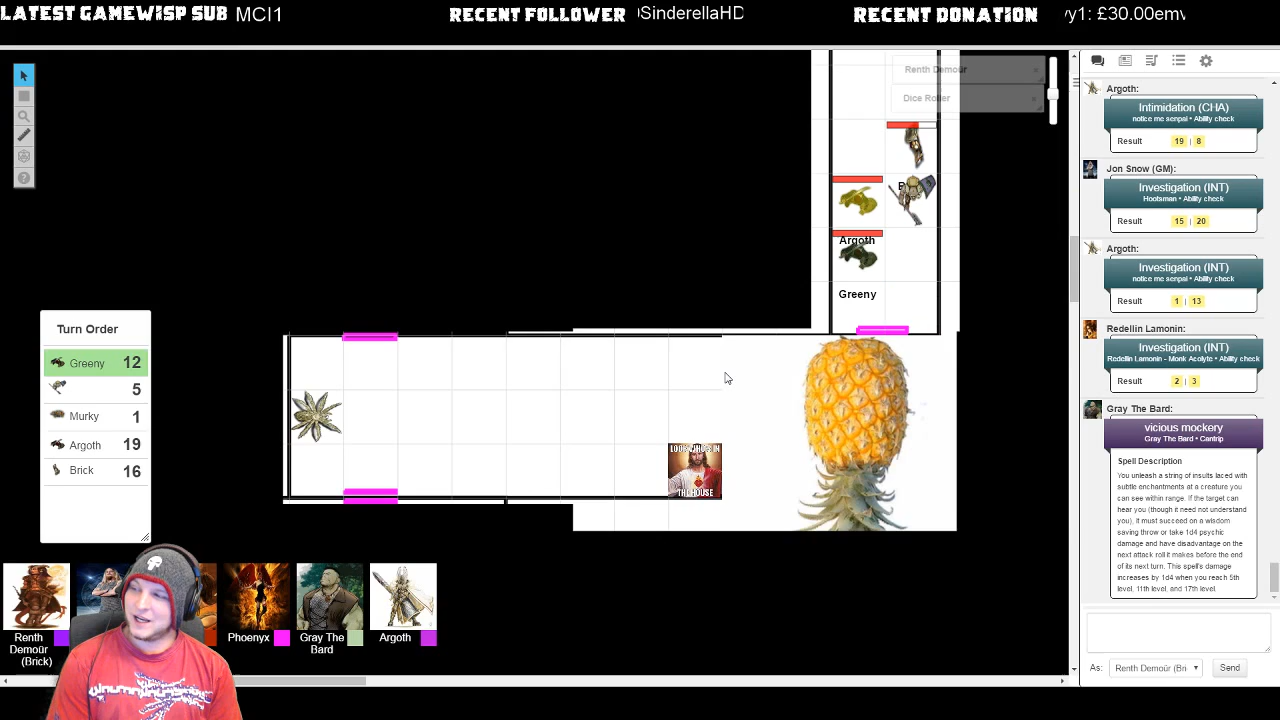 LATEST GAMEWISP SUB MCI1
RECENT FOLLOWER SinderellaHD
RECENT DONATION vy1: £30.00emv
Renth Demoür
Dice Roller
Argoth
Greeny
LOOK WHO'S IN
THE HOUSE
Turn Order
Greeny 12
5
Murky 1
Argoth 19
Brick 16
Renth
Demoür
(Brick)
Phoenyx
Gray The
Bard
Argoth
Argoth:
Intimidation (CHA)
notice me senpai • Ability check
Result 19 | 8
Jon Snow (GM):
Investigation (INT)
Hootsman • Ability check
Result 15 | 20
Argoth:
Investigation (INT)
notice me senpai • Ability check
Result 1 | 13
Redellin Lamonin:
Investigation (INT)
Redellin Lamonin - Monk Acolyte • Ability check
Result 2 | 3
Gray The Bard:
vicious mockery
Gray The Bard • Cantrip
Spell Description
You unleash a string of insults laced with
subtle enchantments at a creature you
can see within range. If the target can
hear you (though it need not understand
you), it must succeed on a wisdom
saving throw or take 1d4 psychic
damage and have disadvantage on the
next attack roll it makes before the end
of its next turn. This spell's damage
increases by 1d4 when you reach 5th
level, 11th level, and 17th level.
As: Renth Demoür (Bri
Send